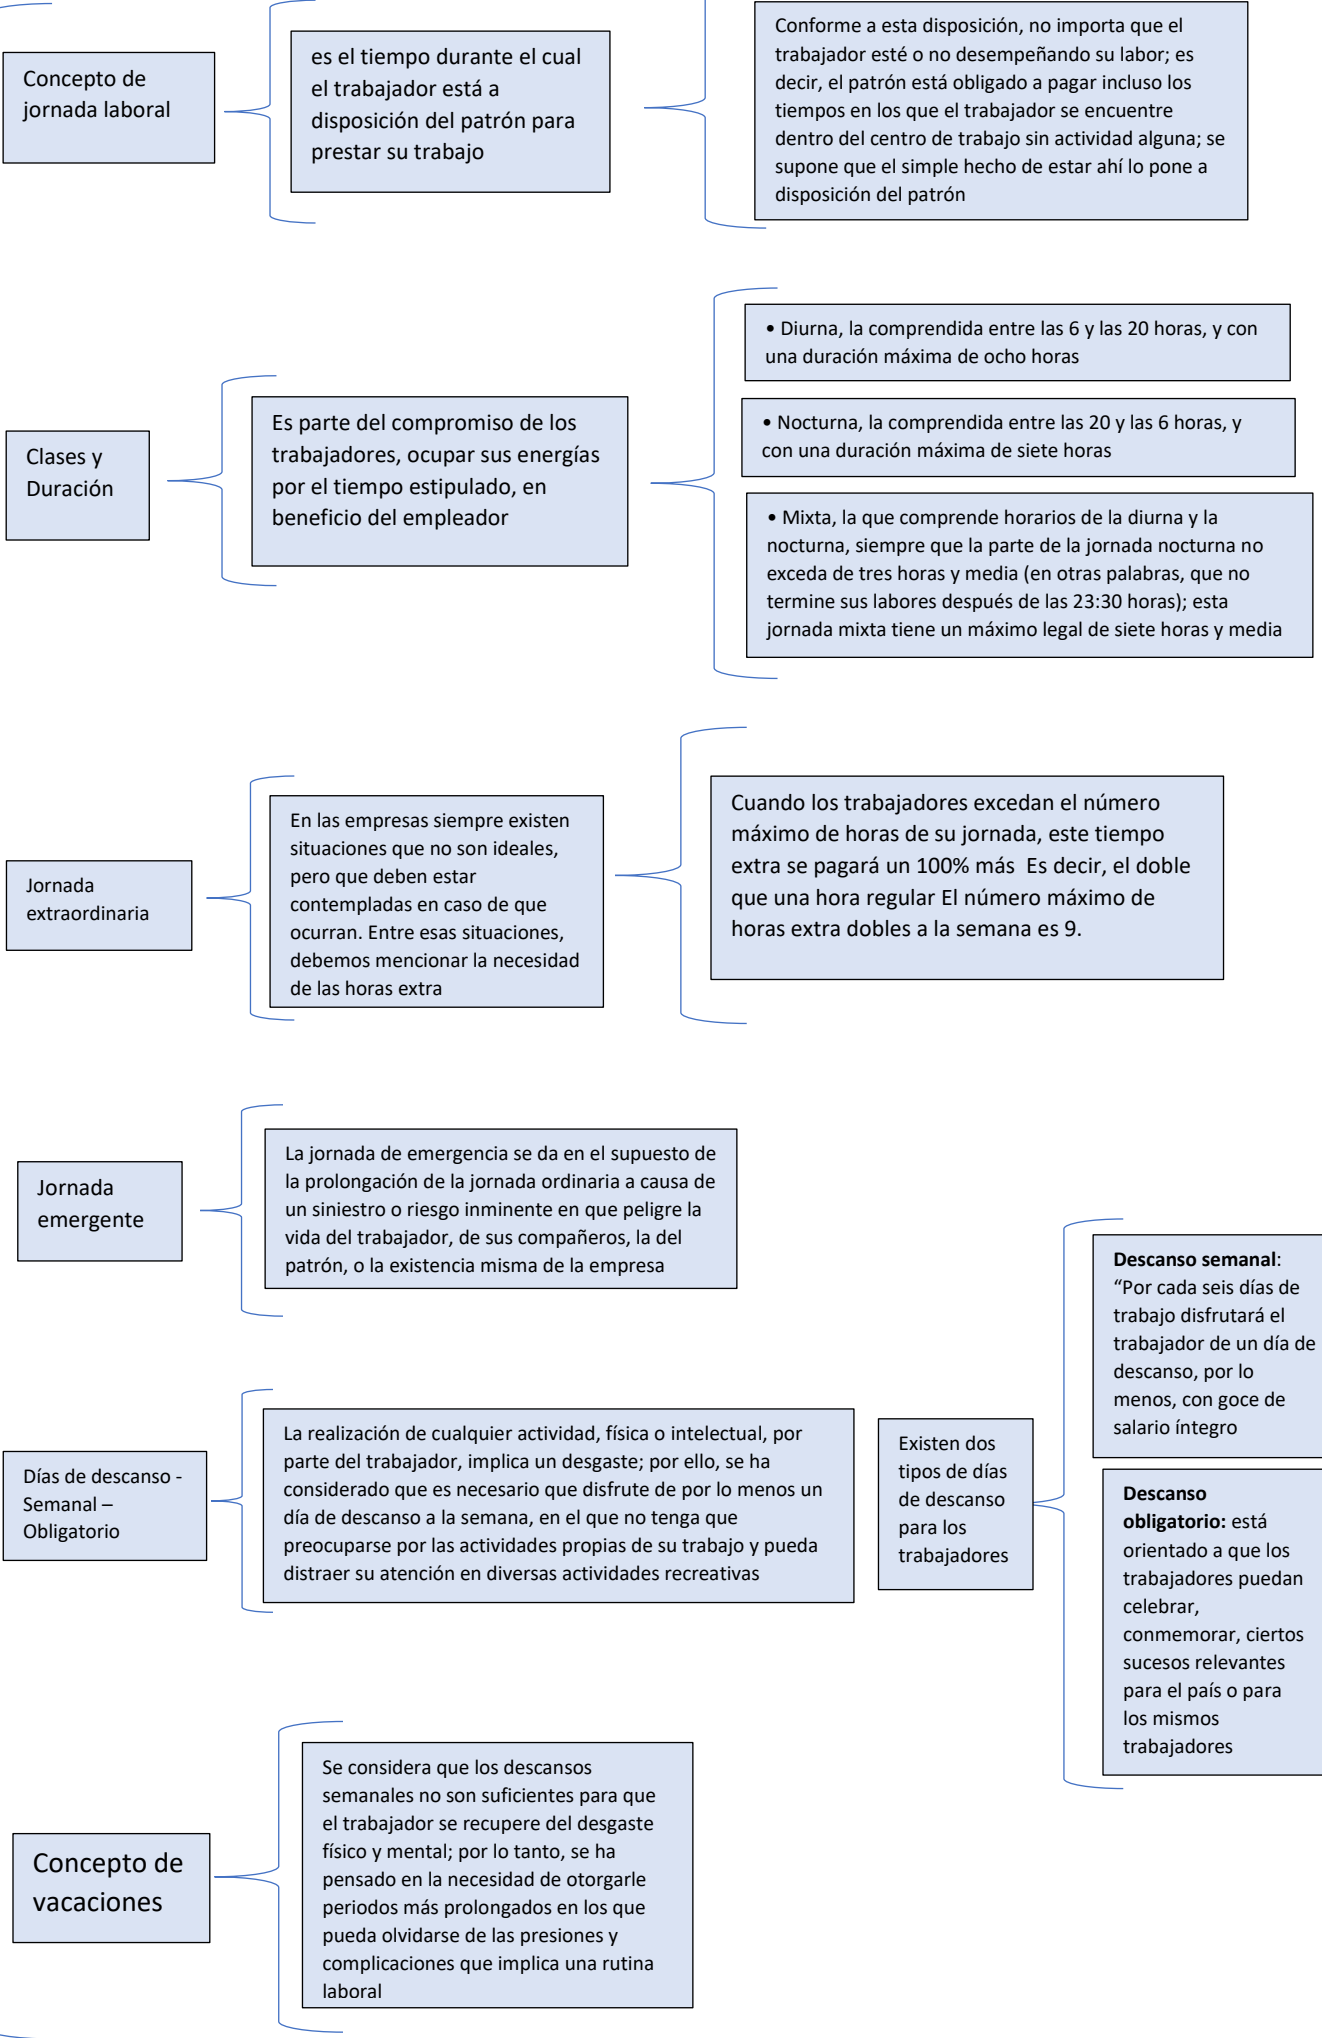 Concepto de
jornada laboral
es el tiempo durante el cual
el trabajador está a
disposición del patrón para
prestar su trabajo
Conforme a esta disposición, no importa que el
trabajador esté o no desempeñando su labor; es
decir, el patrón está obligado a pagar incluso los
tiempos en los que el trabajador se encuentre
dentro del centro de trabajo sin actividad alguna; se
supone que el simple hecho de estar ahí lo pone a
disposición del patrón
Clases y
Duración
Es parte del compromiso de los
trabajadores, ocupar sus energías
por el tiempo estipulado, en
beneficio del empleador
• Diurna, la comprendida entre las 6 y las 20 horas, y con
una duración máxima de ocho horas
• Nocturna, la comprendida entre las 20 y las 6 horas, y
con una duración máxima de siete horas
• Mixta, la que comprende horarios de la diurna y la
nocturna, siempre que la parte de la jornada nocturna no
exceda de tres horas y media (en otras palabras, que no
termine sus labores después de las 23:30 horas); esta
jornada mixta tiene un máximo legal de siete horas y media
Jornada
extraordinaria
En las empresas siempre existen
situaciones que no son ideales,
pero que deben estar
contempladas en caso de que
ocurran. Entre esas situaciones,
debemos mencionar la necesidad
de las horas extra
Cuando los trabajadores excedan el número
máximo de horas de su jornada, este tiempo
extra se pagará un 100% más  Es decir, el doble
que una hora regular El número máximo de
horas extra dobles a la semana es 9.
Jornada
emergente
La jornada de emergencia se da en el supuesto de
la prolongación de la jornada ordinaria a causa de
un siniestro o riesgo inminente en que peligre la
vida del trabajador, de sus compañeros, la del
patrón, o la existencia misma de la empresa
Días de descanso -
Semanal –
Obligatorio
La realización de cualquier actividad, física o intelectual, por
parte del trabajador, implica un desgaste; por ello, se ha
considerado que es necesario que disfrute de por lo menos un
día de descanso a la semana, en el que no tenga que
preocuparse por las actividades propias de su trabajo y pueda
distraer su atención en diversas actividades recreativas
Existen dos
tipos de días
de descanso
para los
trabajadores
Descanso semanal:
“Por cada seis días de
trabajo disfrutará el
trabajador de un día de
descanso, por lo
menos, con goce de
salario íntegro
Descanso
obligatorio: está
orientado a que los
trabajadores puedan
celebrar,
conmemorar, ciertos
sucesos relevantes
para el país o para
los mismos
trabajadores
Concepto de
vacaciones
Se considera que los descansos
semanales no son suficientes para que
el trabajador se recupere del desgaste
físico y mental; por lo tanto, se ha
pensado en la necesidad de otorgarle
periodos más prolongados en los que
pueda olvidarse de las presiones y
complicaciones que implica una rutina
laboral